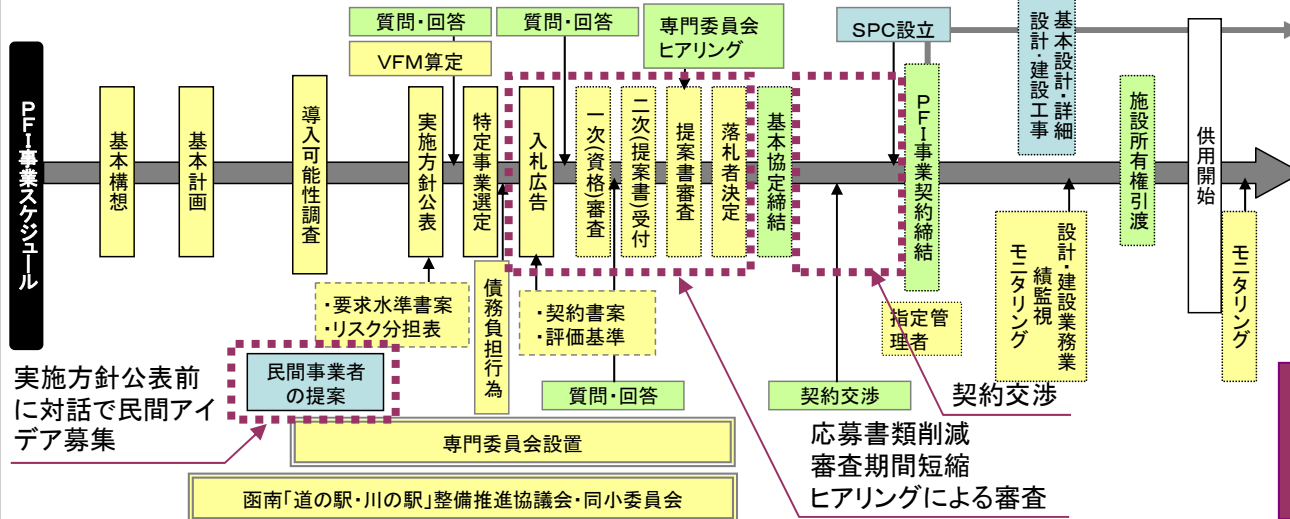 質問・回答
VFM算定
質問・回答
専門委員会
ヒアリング
SPC設立
基本設計・詳細
設計・建設工事
PFI事業スケジュール
基本構想
基本計画
導入可能性調査
実施方針公表
特定事業選定
入札広告
一次(資格)審査
二次(提案書)受付
提案書審査
落札者決定
基本協定締結
PFI事業契約締結
施設所有権引渡
供用開始
・要求水準書案
・リスク分担表
債務負担行為
・契約書案
・評価基準
指定管
理者
設計・建設業務業
績監視
モニタリング
モニタリング
民間事業者
の提案
質問・回答
契約交渉
契約交渉
実施方針公表前
に対話で民間アイ
デア募集
専門委員会設置
函南「道の駅・川の駅」整備推進協議会・同小委員会
応募書類削減
審査期間短縮
ヒアリングによる審査